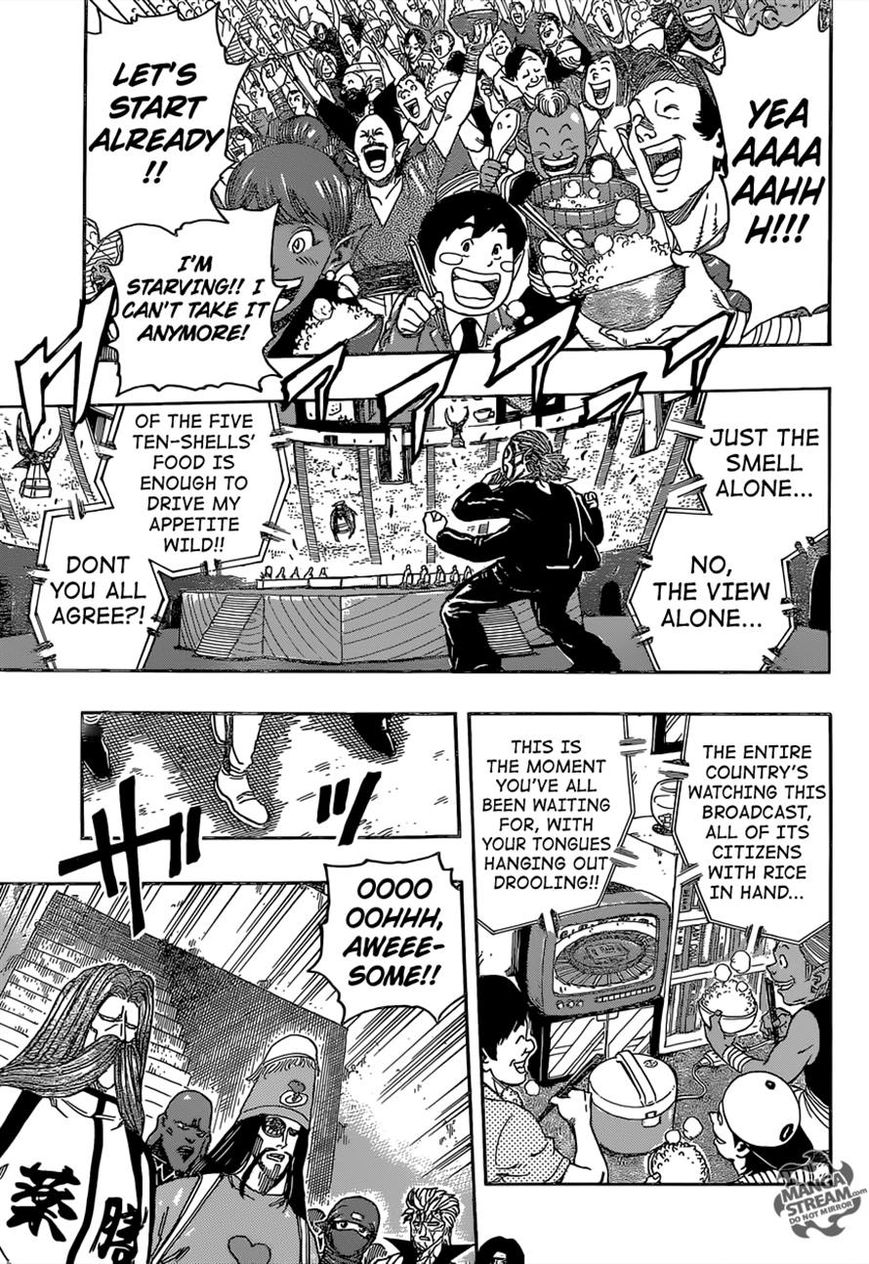 YEA
AAAA
AAHH
H!!!
LET'S
START
ALREADY
!!
I'M
STARVING!! I
CAN'T TAKE IT
ANYMORE!
JUST THE
SMELL
ALONE...
NO,
THE VIEW
ALONE...
OF THE FIVE
TEN-SHELLS'
FOOD IS
ENOUGH TO
DRIVE MY
APPETITE
WILD!!
DONT
YOU ALL
AGREE?!
THE ENTIRE
COUNTRY'S
WATCHING THIS
BROADCAST,
ALL OF ITS
CITIZENS
WITH RICE
IN HAND...
THIS IS
THE MOMENT
YOU'VE ALL
BEEN WAITING
FOR, WITH
YOUR TONGUES
HANGING OUT
DROOLING!!
ザッ
OOOO
OOHHH,
AWEEE-
SOME!!
薬膳
MANGA
STREAM.com
DO NOT MIRROR!